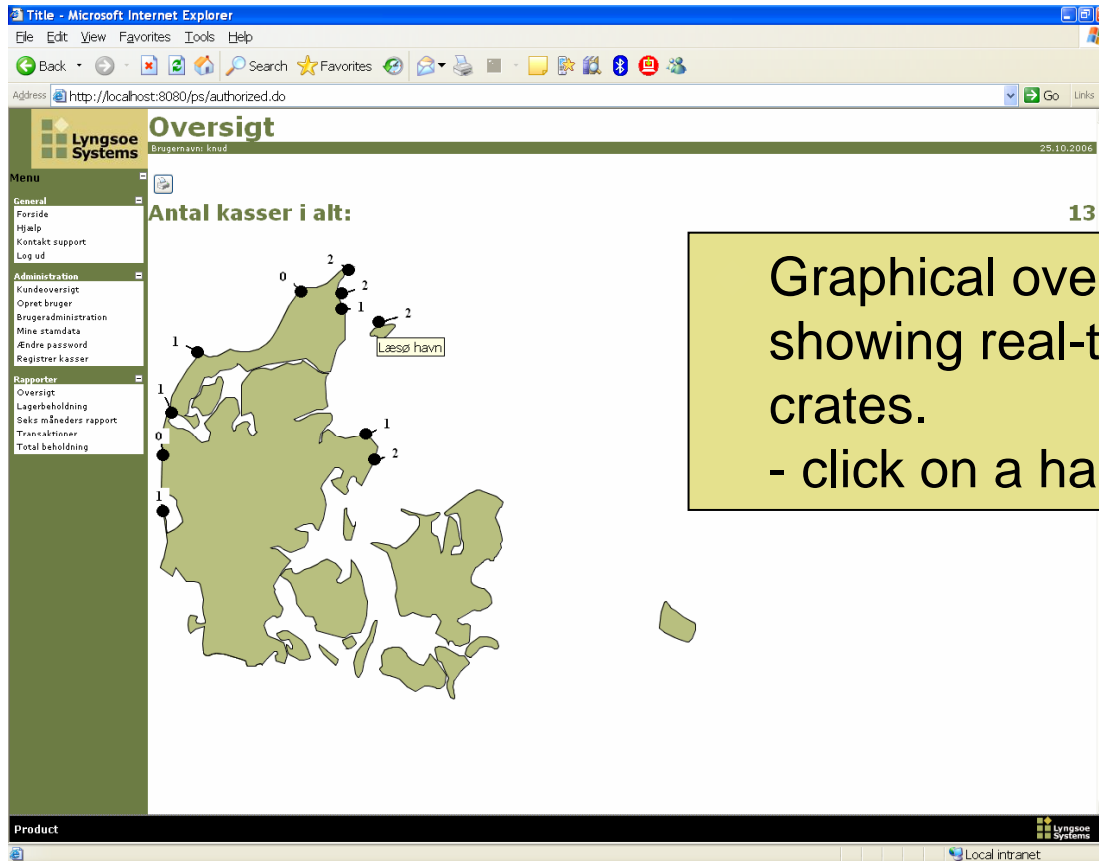 Title - Microsoft Internet Explorer
File Edit View Favorites Tools Help
Back Search Favorites
Address http://localhost:8080/ps/authorized.do Go Links
Lyngsoe
Systems
Oversigt
Brugernavn: knud 25.10.2006
Menu
General
Forside
Hjælp
Kontakt support
Log ud
Administration
Kundeoversigt
Opret bruger
Brugeradministration
Mine stamdata
Ændre password
Registrer kasser
Rapporter
Oversigt
Lagerbeholdning
Seks måneders rapport
Transaktioner
Total beholdning
Antal kasser i alt: 13
2
0
2
1
2
Læsø havn
1
1
1
0
2
1
Graphical ove
showing real-t
crates.
- click on a ha
Product
Lyngsoe
Systems
Local intranet